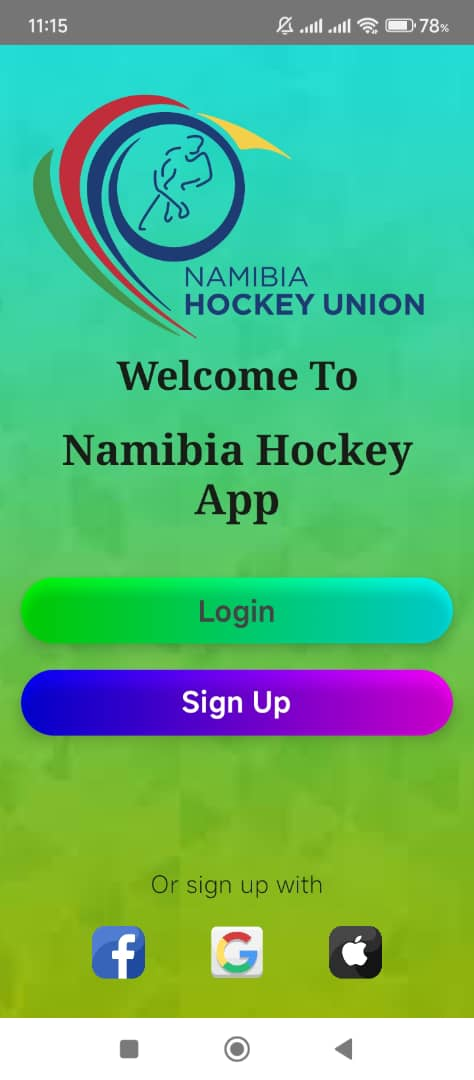 11:15
78%
NAMIBIA
HOCKEY UNION
Welcome To
Namibia Hockey
App
Login
Sign Up
Or sign up with